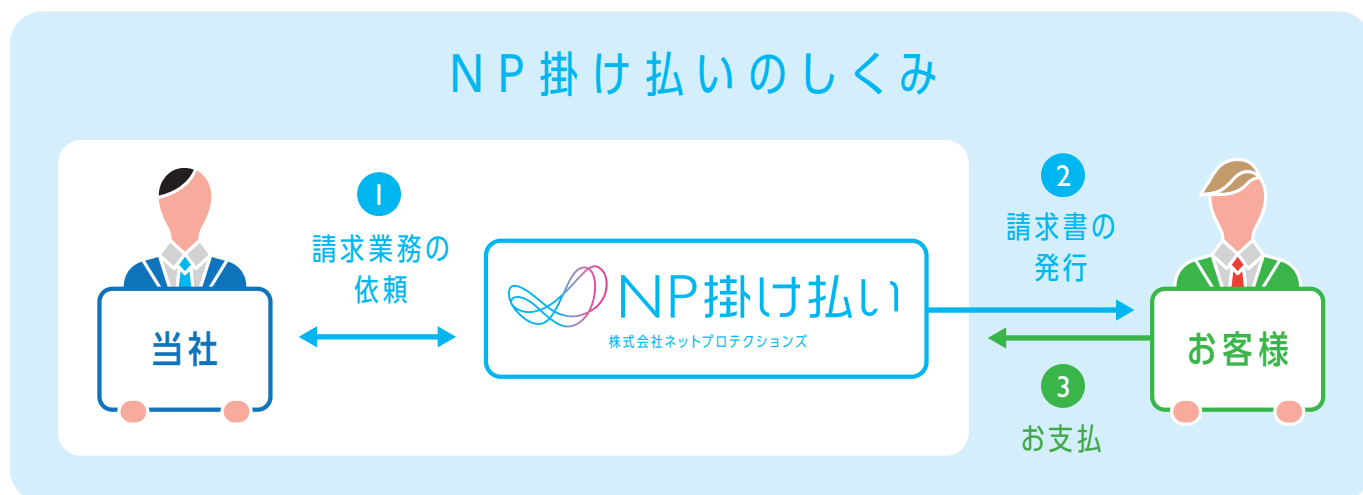 NP掛け払いのしくみ
1
請求業務の
依頼
当社
NP掛け払い
株式会社ネットプロテクションズ
2
請求書の
発行
お客様
3
お支払